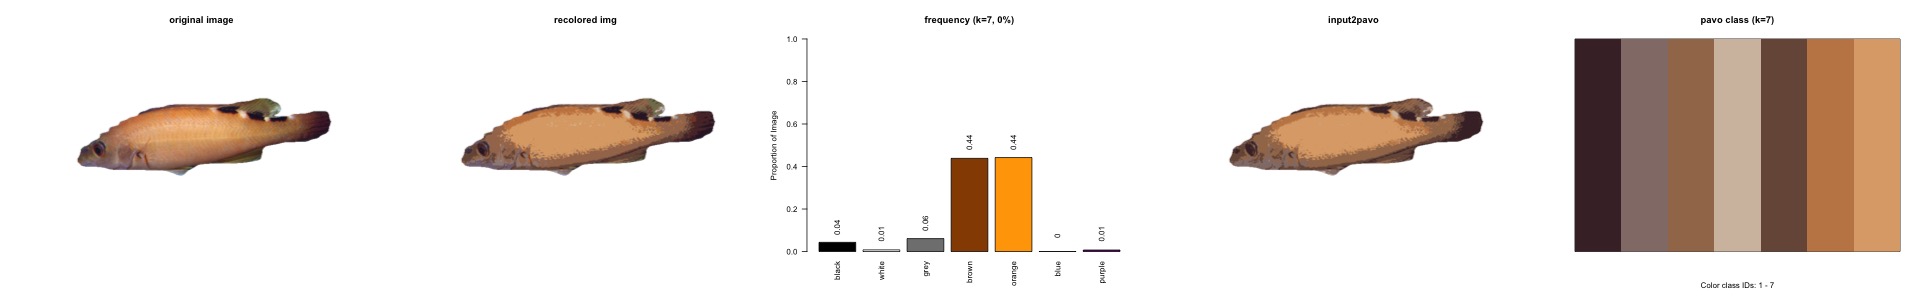 original image
recolored img
frequency (k=7, 0%)
input2pavo
pavo class (k=7)
Proportion of Image
1.0
0.8
0.6
0.4
0.2
0.0
0.04
0.01
0.06
0.44
0.44
0
0.01
black
white
grey
brown
orange
blue
purple
Color class IDs: 1 - 7